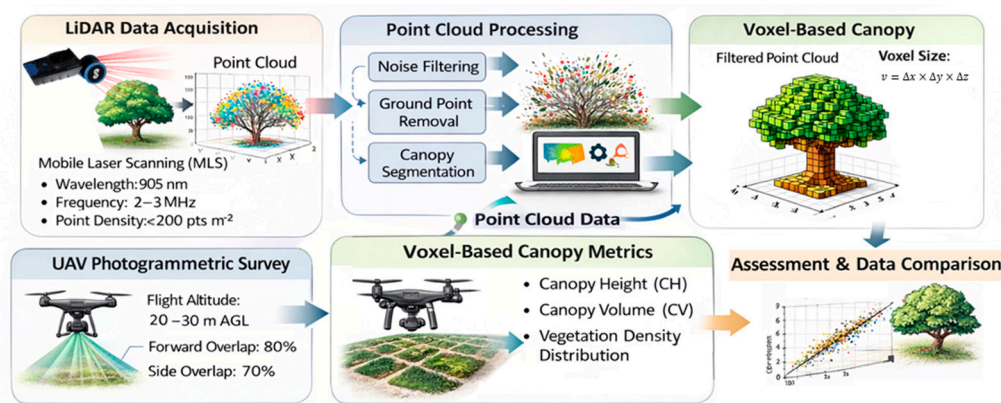 LiDAR Data Acquisition
Point Cloud
Mobile Laser Scanning (MLS)
• Wavelength: 905 nm
• Frequency: 2–3 MHz
• Point Density:<200 pts m⁻²
Point Cloud Processing
Noise Filtering
Ground Point
Removal
Canopy
Segmentation
Point Cloud Data
Voxel-Based Canopy
Filtered Point Cloud
Voxel Size:
v = Δx × Δy × Δz
UAV Photogrammetric Survey
Flight Altitude:
20 –30 m AGL
Forward Overlap: 80%
Side Overlap: 70%
Voxel-Based Canopy Metrics
• Canopy Height (CH)
• Canopy Volume (CV)
• Vegetation Density
Distribution
Assessment & Data Comparison